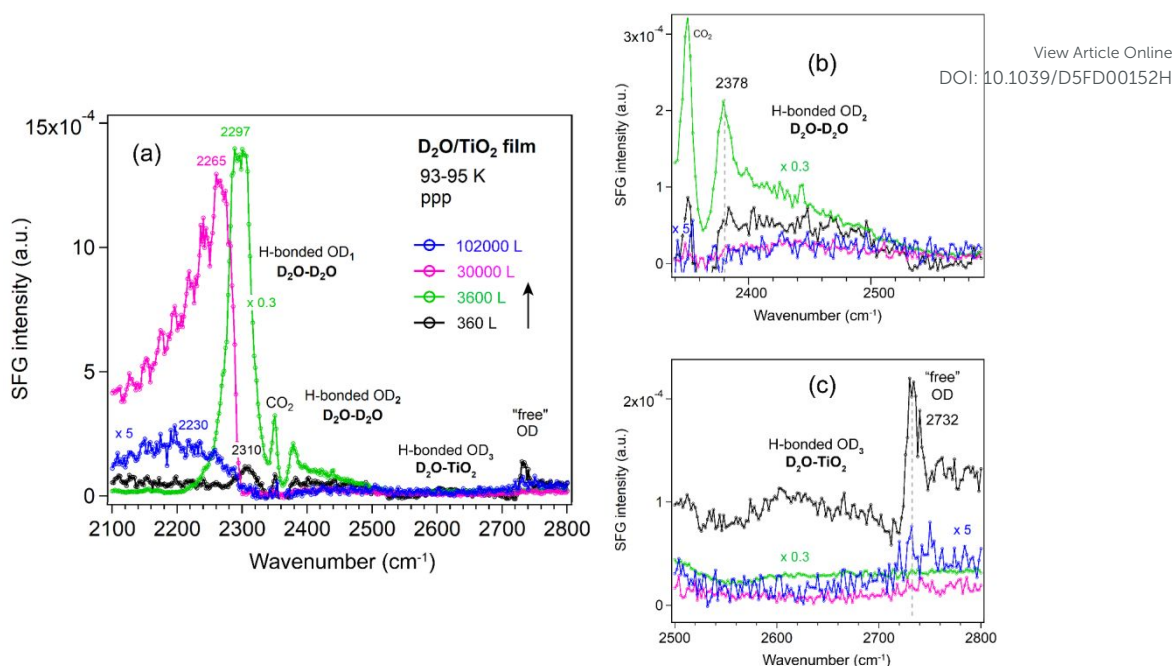 View Article Online
DOI: 10.1039/D5FD00152H
(a)
15x10⁻⁴
10
5
0
SFG intensity (a.u.)
2297
2265
D₂O/TiO₂ film
93-95 K
ppp
H-bonded OD₁
D₂O-D₂O
x 0.3
102000 L
30000 L
3600 L
360 L
CO₂
H-bonded OD₂
D₂O-D₂O
x 5
2230
2310
H-bonded OD₃
D₂O-TiO₂
"free"
OD
2100 2200 2300 2400 2500 2600 2700 2800
Wavenumber (cm⁻¹)
(b)
3x10⁻⁴
2
1
0
SFG intensity (a.u.)
CO₂
2378
H-bonded OD₂
D₂O-D₂O
x 0.3
x 5
2400 2500
Wavenumber (cm⁻¹)
(c)
2x10⁻⁴
1
0
SFG intensity (a.u.)
"free"
OD
2732
H-bonded OD₃
D₂O-TiO₂
x 5
x 0.3
2500 2600 2700 2800
Wavenumber (cm⁻¹)